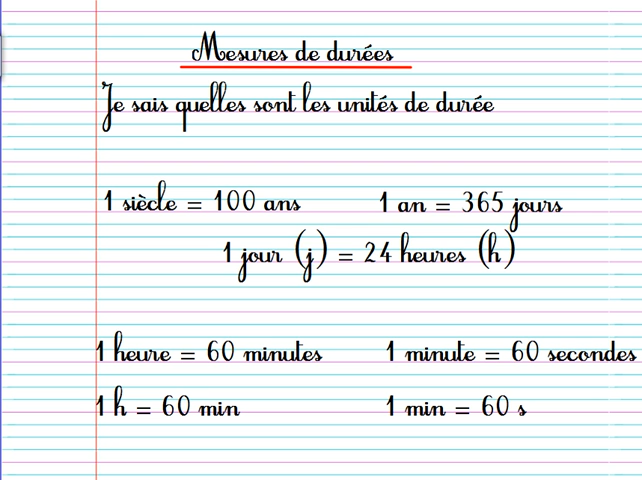 Mesures de durées
Je sais quelles sont les unités de durée
1 siècle = 100 ans 1 an = 365 jours
1 jour (j) = 24 heures (h)
1 heure = 60 minutes 1 minute = 60 secondes
1 h = 60 min 1 min = 60 s